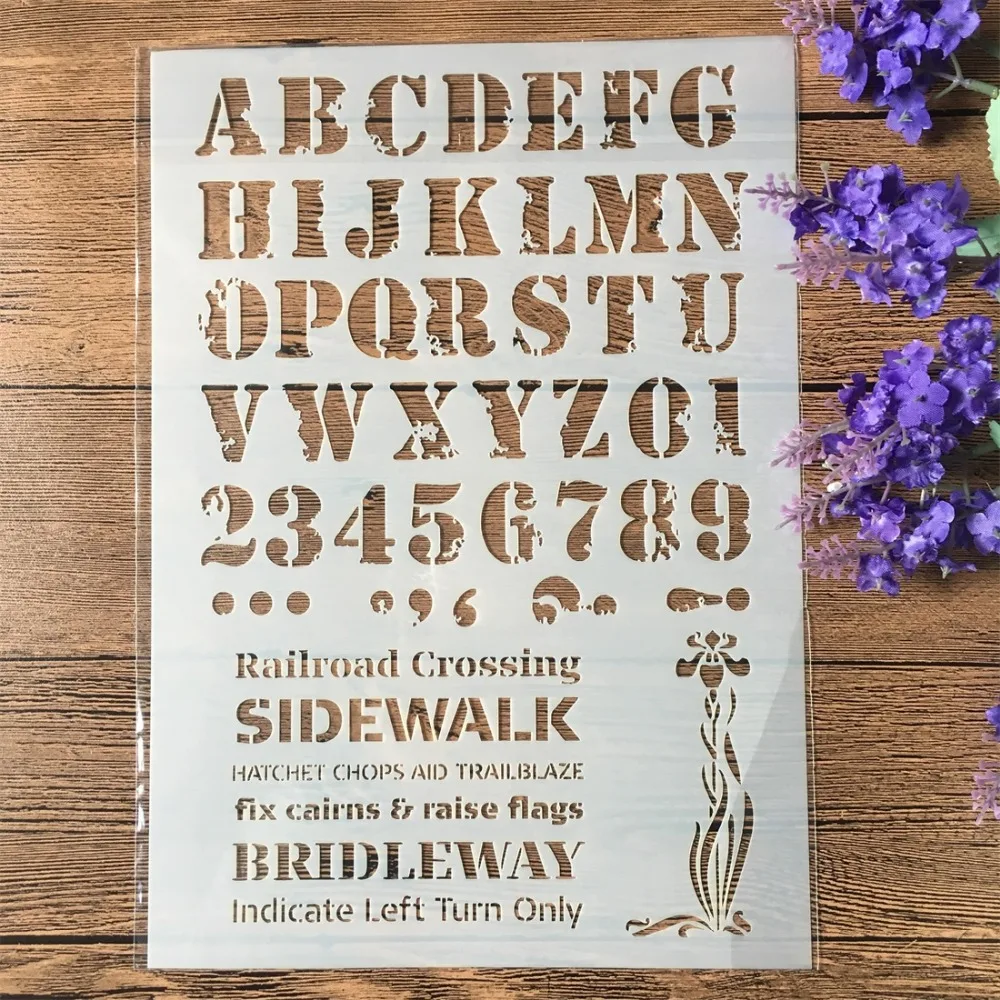 ABCDEFG
HIJKLMN
OPQRSTU
VWXYZ01
23456789
... .,‘ ? !
Railroad Crossing
SIDEWALK
HATCHET CHOPS AID TRAILBLAZE
fix cairns & raise flags
BRIDLEWAY
Indicate Left Turn Only